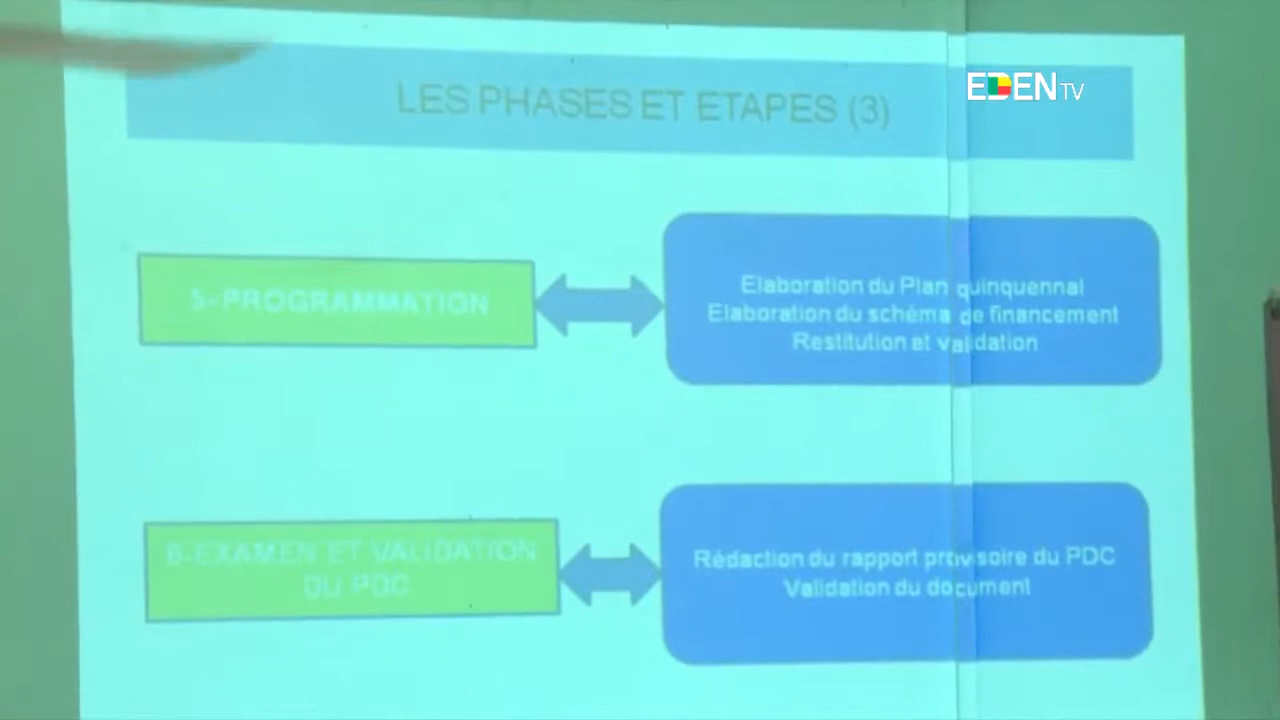 LES PHASES ET ETAPES (3)
EDEN TV
5-PROGRAMMATION
Elaboration du Plan quinquennal
Elaboration du schéma de financement
Restitution et validation
6-EXAMEN ET VALIDATION
DU PDC
Rédaction du rapport provisoire du PDC
Validation du document